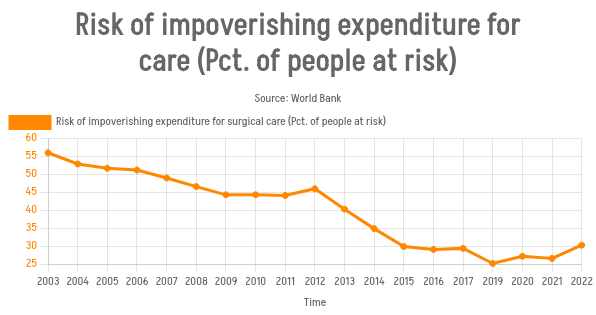 Risk of impoverishing expenditure for
care (Pct. of people at risk)
Source: World Bank
Risk of impoverishing expenditure for surgical care (Pct. of people at risk)
60
55
50
45
40
35
30
25
2003 2004 2005 2006 2007 2008 2009 2010 2011 2012 2013 2014 2015 2016 2017 2019 2020 2021 2022
Time